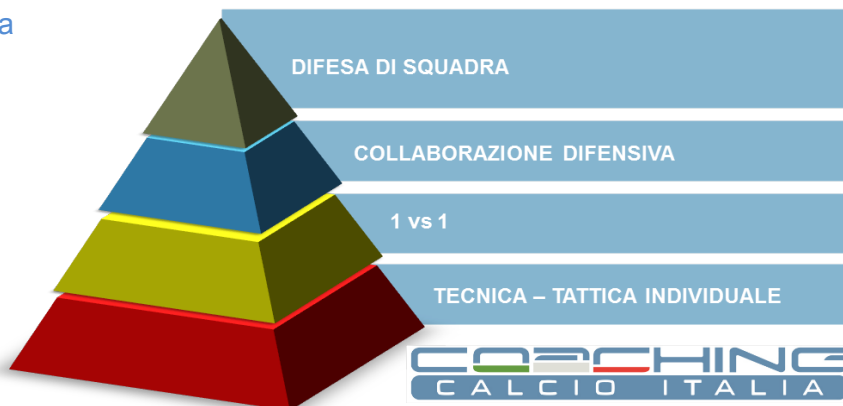 a
DIFESA DI SQUADRA
COLLABORAZIONE DIFENSIVA
1 vs 1
TECNICA – TATTICA INDIVIDUALE
COACHING
CALCIO ITALIA